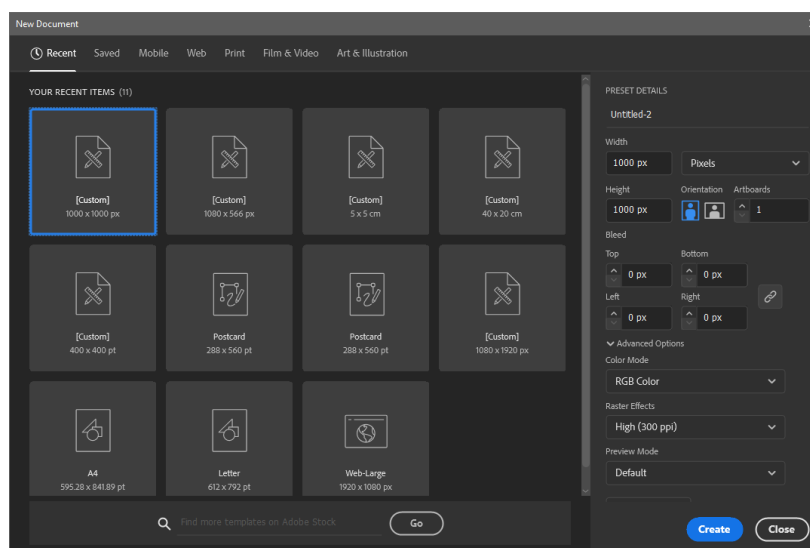 New Document
Recent Saved Mobile Web Print Film & Video Art & Illustration
YOUR RECENT ITEMS (11)
[Custom]
1000 x 1000 px
[Custom]
1080 x 566 px
[Custom]
5 x 5 cm
[Custom]
40 x 20 cm
[Custom]
400 x 400 pt
Postcard
288 x 560 pt
Postcard
288 x 560 pt
[Custom]
1080 x 1920 px
A4
595.28 x 841.89 pt
Letter
612 x 792 pt
Web-Large
1920 x 1080 px
Find more templates on Adobe Stock
Go
PRESET DETAILS
Untitled-2
Width
1000 px Pixels
Height Orientation Artboards
1000 px 1
Bleed
Top Bottom
0 px 0 px
Left Right
0 px 0 px
Advanced Options
Color Mode
RGB Color
Raster Effects
High (300 ppi)
Preview Mode
Default
Create Close